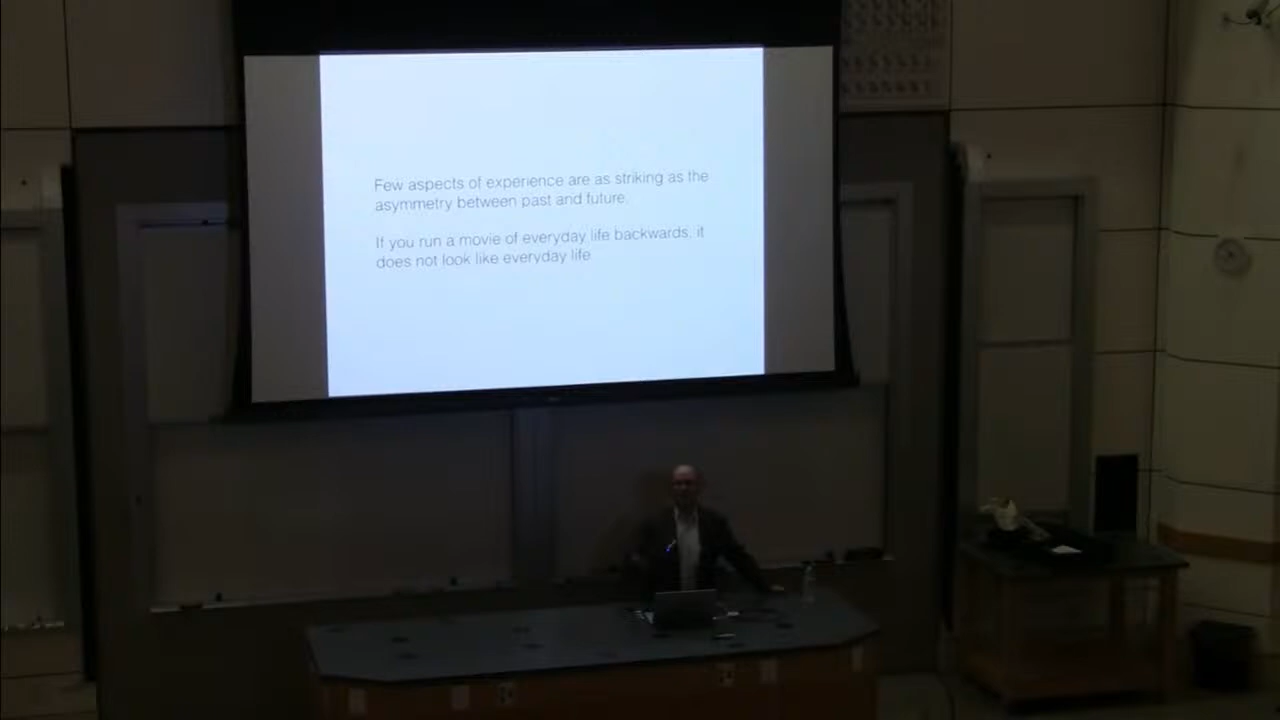 Few aspects of experience are as striking as the
asymmetry between past and future.
If you run a movie of everyday life backwards, it
does not look like everyday life